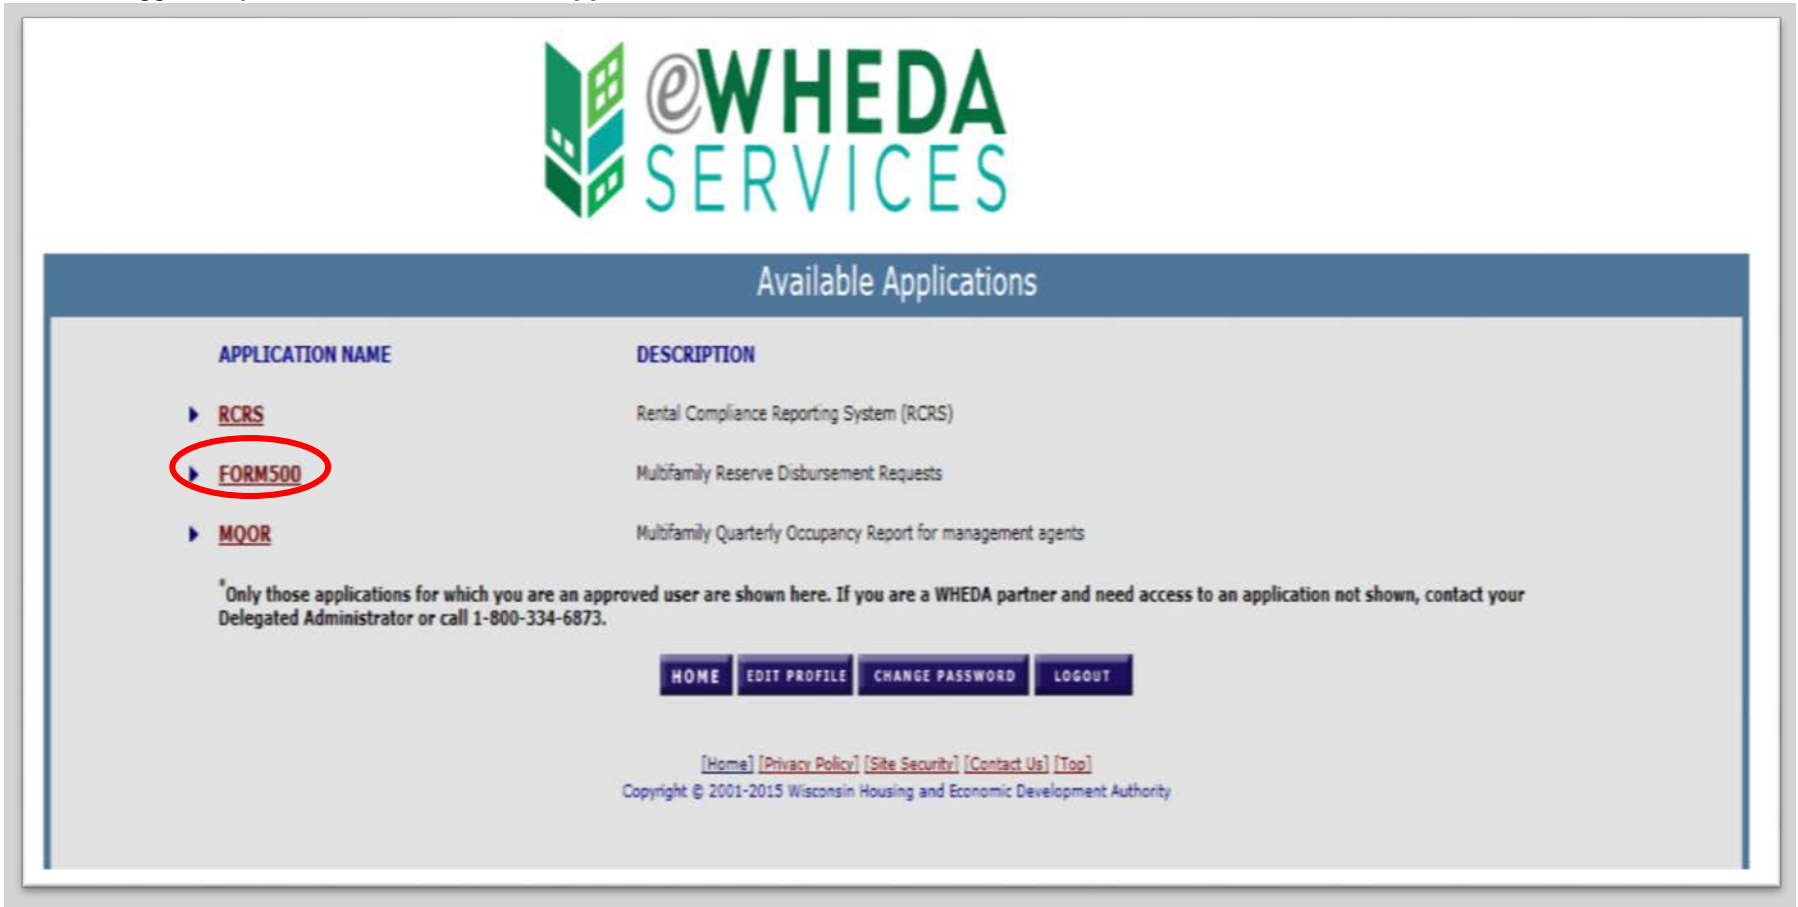 eWHEDA
SERVICES
Available Applications
APPLICATION NAME DESCRIPTION
RCRS Rental Compliance Reporting System (RCRS)
FORM500 Multifamily Reserve Disbursement Requests
MQOR Multifamily Quarterly Occupancy Report for management agents
*Only those applications for which you are an approved user are shown here. If you are a WHEDA partner and need access to an application not shown, contact your
Delegated Administrator or call 1-800-334-6873.
HOME EDIT PROFILE CHANGE PASSWORD LOGOUT
[Home] [Privacy Policy] [Site Security] [Contact Us] [Top]
Copyright © 2001-2015 Wisconsin Housing and Economic Development Authority